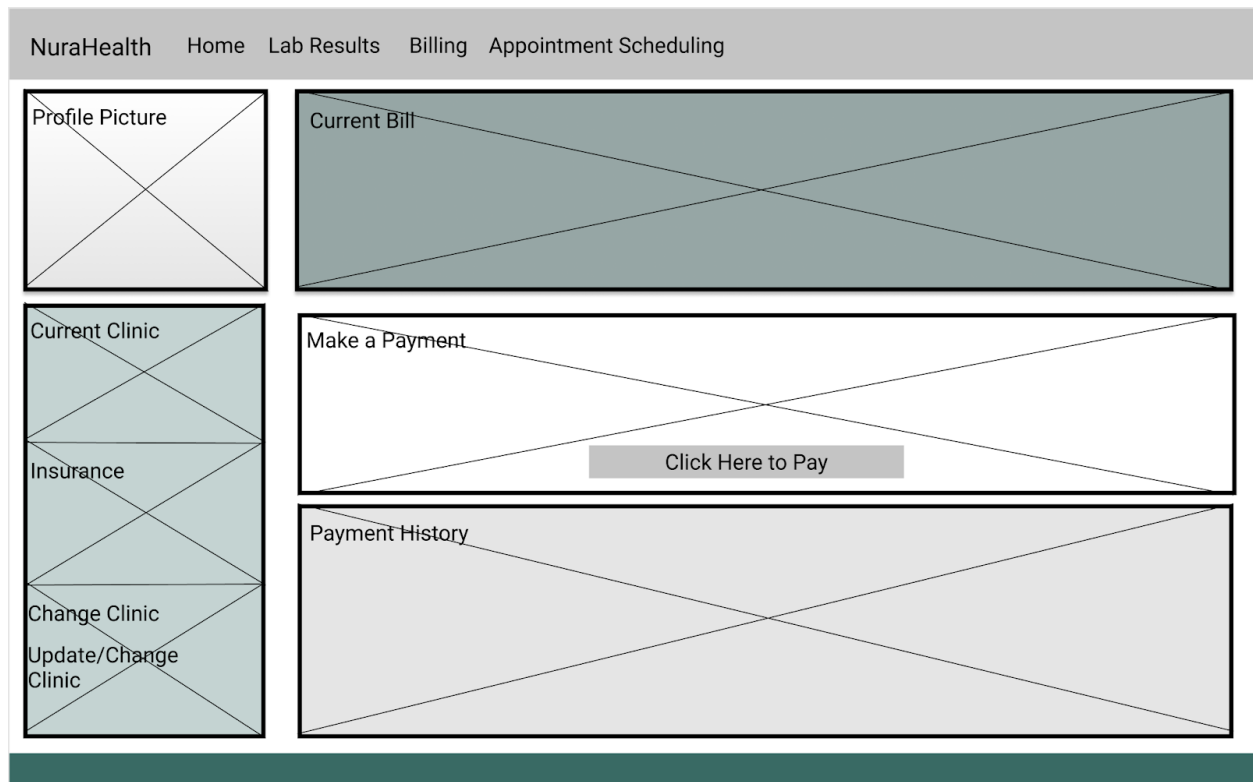 NuraHealth Home Lab Results Billing Appointment Scheduling
Profile Picture
Current Bill
Current Clinic
Insurance
Change Clinic
Update/Change
Clinic
Make a Payment
Click Here to Pay
Payment History